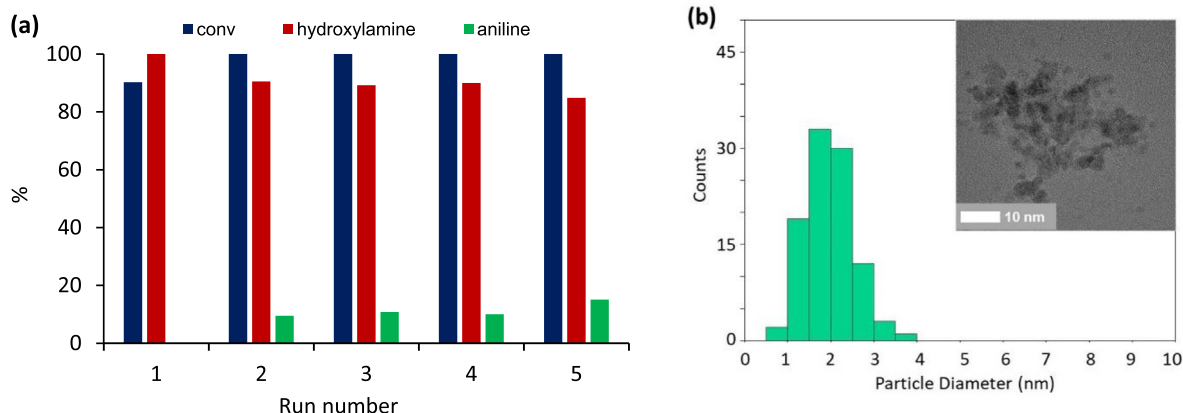 (a)
conv hydroxylamine aniline
100
80
60
40
20
0
%
1 2 3 4 5
Run number
(b)
45
30
15
0
Counts
10 nm
0 1 2 3 4 5 6 7 8 9 10
Particle Diameter (nm)